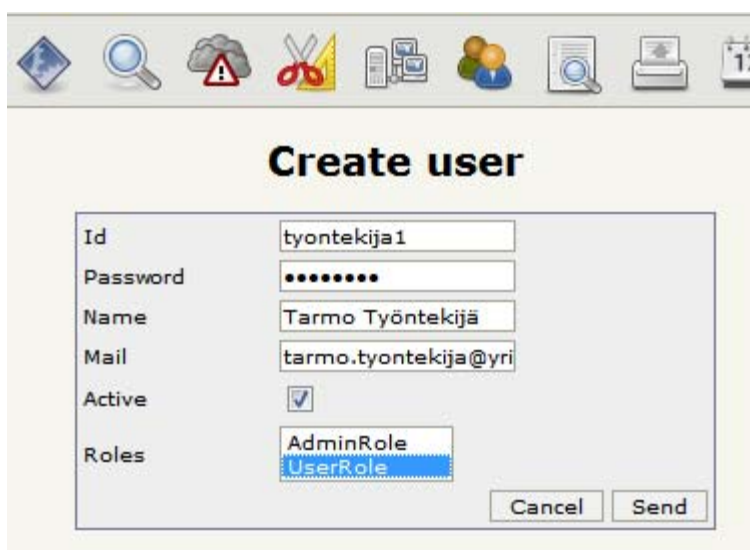 Create user
Id tyontekija1
Password ••••••••
Name Tarmo Työntekijä
Mail tarmo.tyontekija@yri
Active
Roles AdminRole
UserRole
Cancel Send